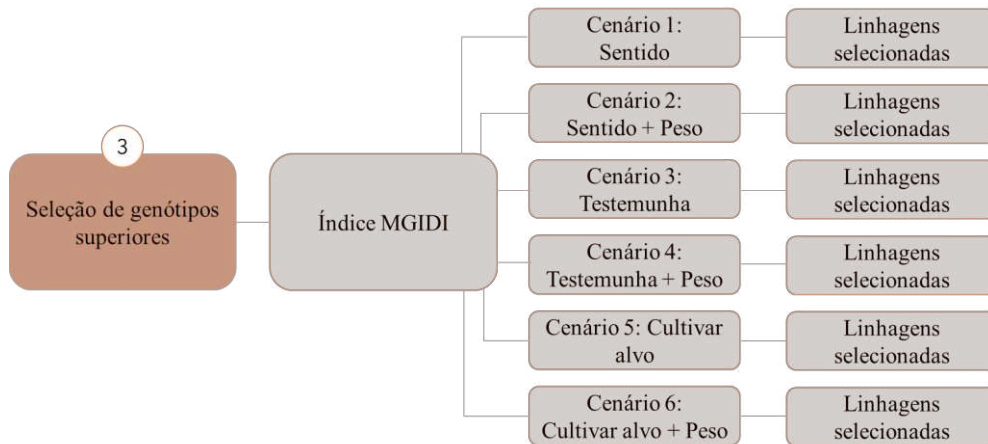 3
Seleção de genótipos
superiores
Índice MGIDI
Cenário 1:
Sentido
Linhagens
selecionadas
Cenário 2:
Sentido + Peso
Linhagens
selecionadas
Cenário 3:
Testemunha
Linhagens
selecionadas
Cenário 4:
Testemunha + Peso
Linhagens
selecionadas
Cenário 5: Cultivar
alvo
Linhagens
selecionadas
Cenário 6:
Cultivar alvo + Peso
Linhagens
selecionadas